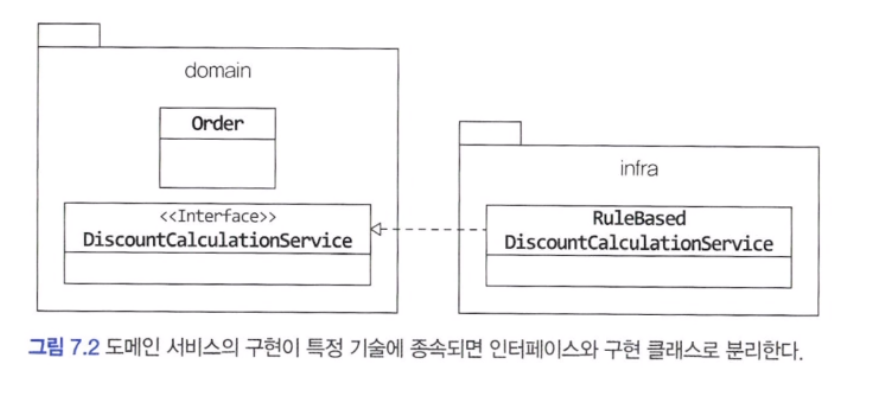 domain
Order
<<Interface>>
DiscountCalculationService
infra
RuleBased
DiscountCalculationService
그림 7.2 도메인 서비스의 구현이 특정 기술에 종속되면 인터페이스와 구현 클래스로 분리한다.